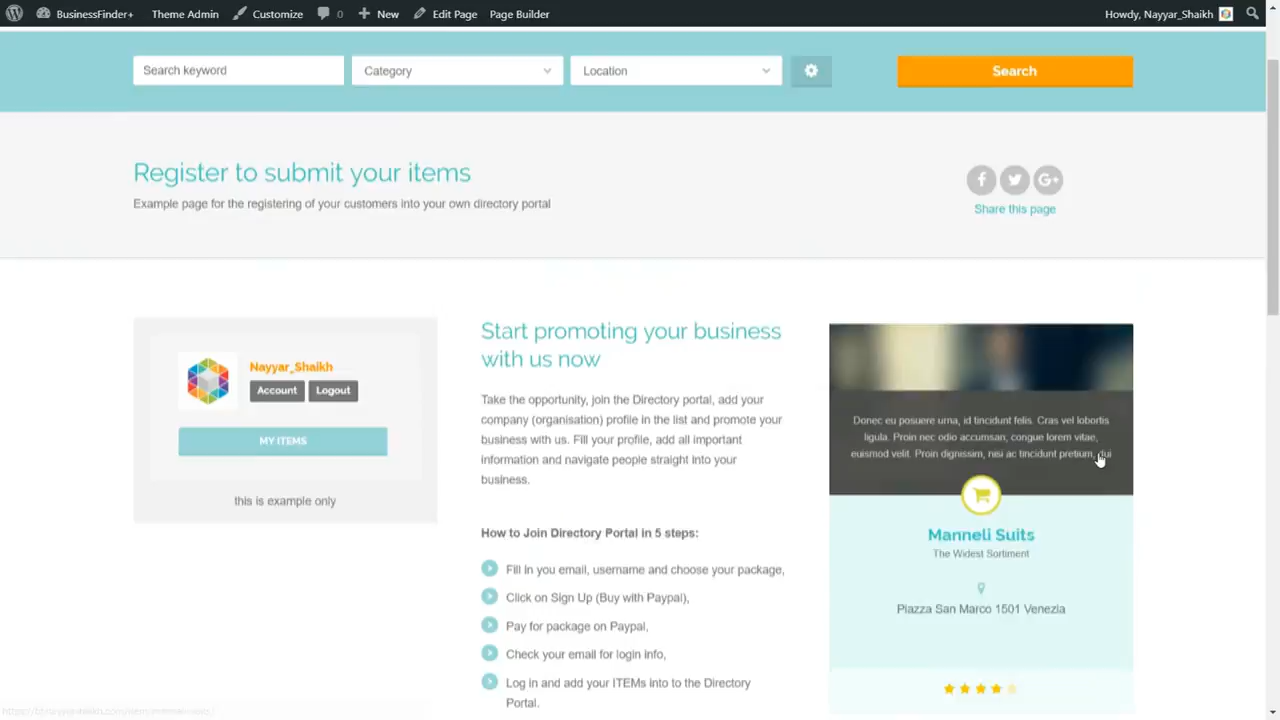 BusinessFinder+ Theme Admin Customize 0 New Edit Page Page Builder Howdy, Nayyar_Shaikh
Search keyword Category Location Search
Register to submit your items
Example page for the registering of your customers into your own directory portal
Share this page
Nayyar_Shaikh
Account Logout
MY ITEMS
this is example only
Start promoting your business
with us now
Take the opportunity, join the Directory portal, add your
company (organisation) profile in the list and promote your
business with us. Fill your profile, add all important
information and navigate people straight into your
business.
How to Join Directory Portal in 5 steps:
Fill in you email, username and choose your package,
Click on Sign Up (Buy with Paypal),
Pay for package on Paypal,
Check your email for login info,
Log in and add your ITEMs into to the Directory
Portal.
Donec eu posuere urna, id tincidunt felis. Cras vel lobortis
ligula. Proin nec odio accumsan, congue lorem vitae,
euismod velit. Proin dignissim, nisi ac tincidunt pretium, dui
Manneli Suits
The Widest Sortiment
Piazza San Marco 1501 Venezia